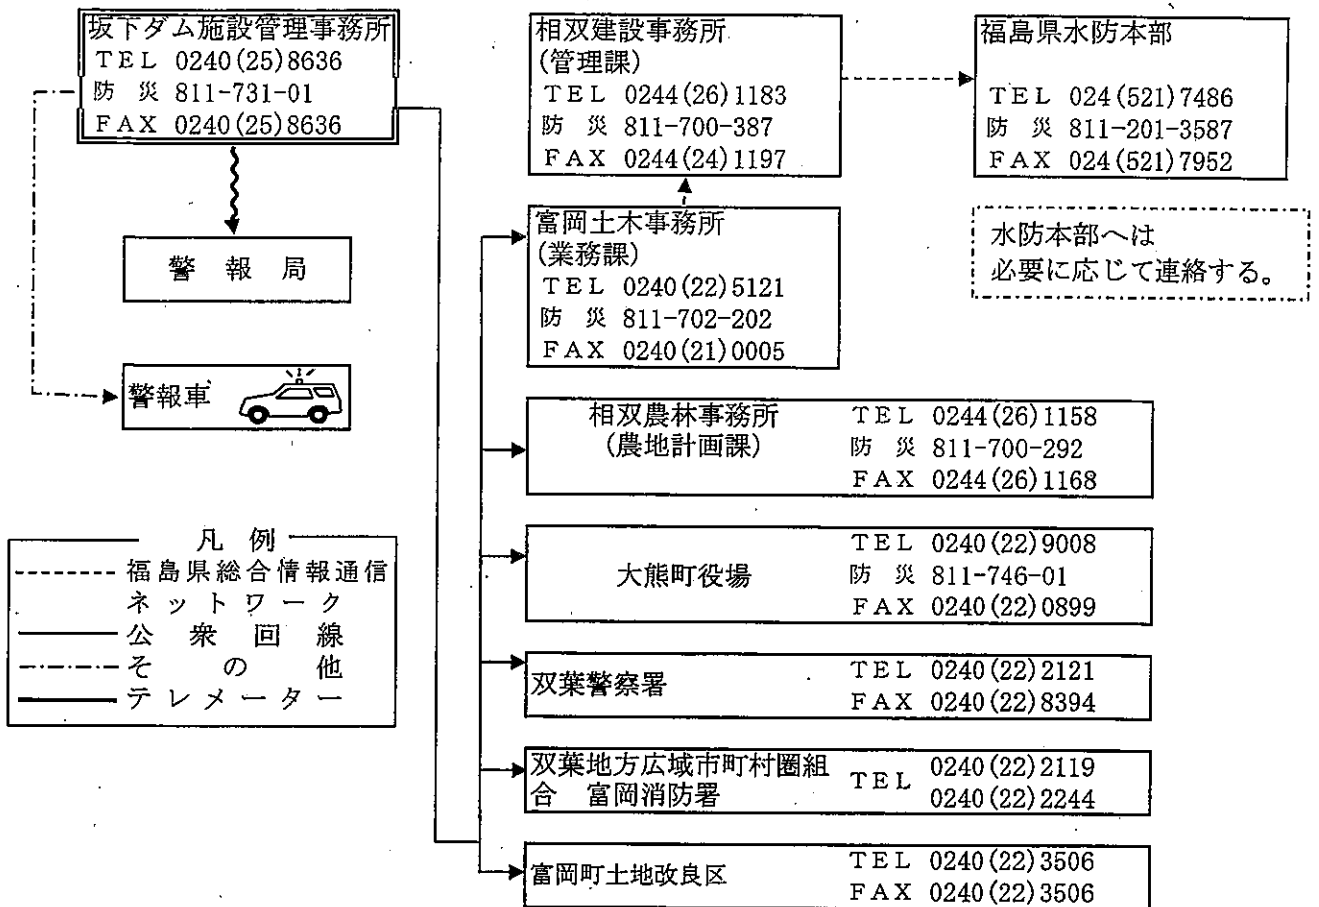 坂下ダム施設管理事務所
TEL 0240(25)8636
防 災 811-731-01
FAX 0240(25)8636
警 報 局
警報車
相双建設事務所
(管理課)
TEL 0244(26)1183
防 災 811-700-387
FAX 0244(24)1197
福島県水防本部
TEL 024(521)7486
防 災 811-201-3587
FAX 024(521)7952
水防本部へは
必要に応じて連絡する。
富岡土木事務所
(業務課)
TEL 0240(22)5121
防 災 811-702-202
FAX 0240(21)0005
相双農林事務所
(農地計画課)
TEL 0244(26)1158
防 災 811-700-292
FAX 0244(26)1168
大熊町役場
TEL 0240(22)9008
防 災 811-746-01
FAX 0240(22)0899
双葉警察署
TEL 0240(22)2121
FAX 0240(22)8394
双葉地方広域市町村圏組
合 富岡消防署
TEL 0240(22)2119
0240(22)2244
富岡町土地改良区
TEL 0240(22)3506
FAX 0240(22)3506
凡 例
福島県総合情報通信
ネットワーク
公 衆 回 線
そ の 他
テレメーター